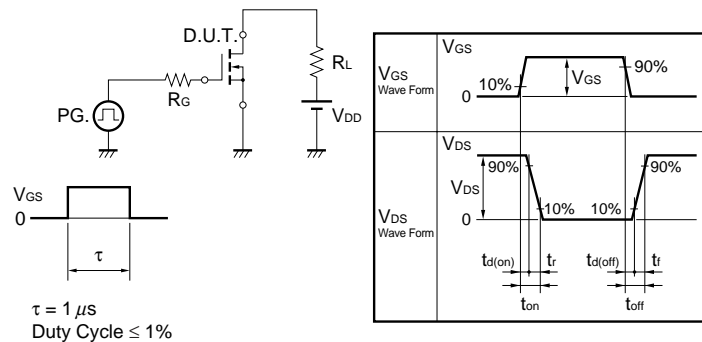 D.U.T.
RG
PG.
RL
VDD
VGS
0
τ
τ = 1 μs
Duty Cycle ≤ 1%
VGS
Wave Form
VGS
10%
VGS
90%
0
VDS
Wave Form
VDS
90%
VDS
90%
10%
10%
0
td(on)
tr
td(off)
tf
ton
toff